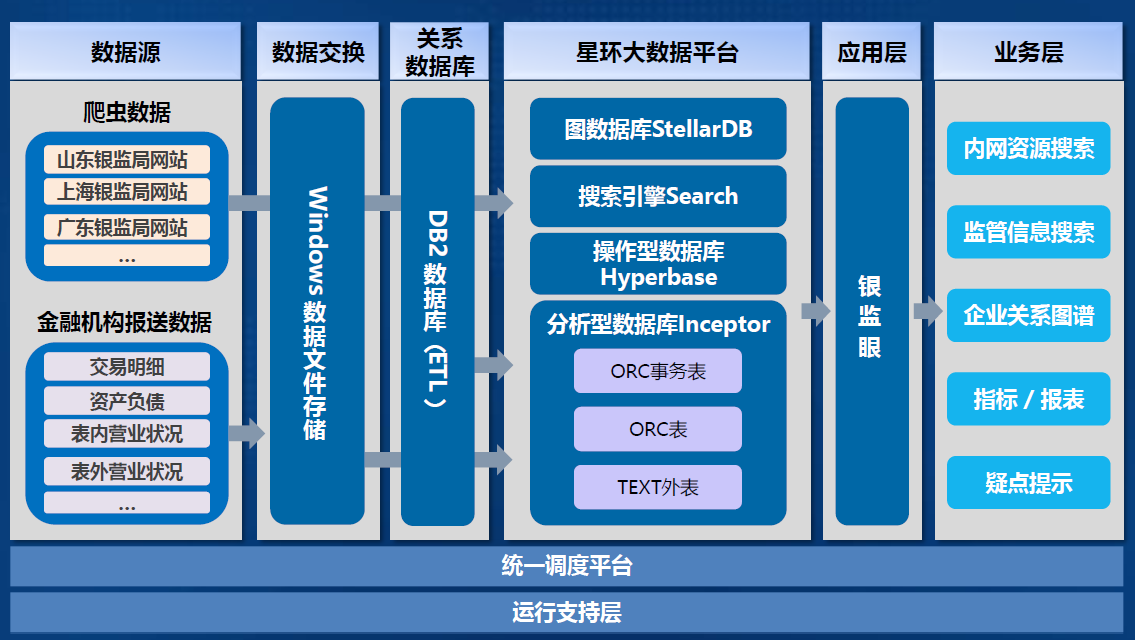 数据源
数据交换
关系
数据库
星环大数据平台
应用层
业务层
爬虫数据
山东银监局网站
上海银监局网站
广东银监局网站
...
金融机构报送数据
交易明细
资产负债
表内营业状况
表外营业状况
...
Windows数据文件存储
DB2数据库（ETL）
图数据库StellarDB
搜索引擎Search
操作型数据库
Hyperbase
分析型数据库Inceptor
ORC事务表
ORC表
TEXT外表
银监眼
内网资源搜索
监管信息搜索
企业关系图谱
指标 / 报表
疑点提示
统一调度平台
运行支持层